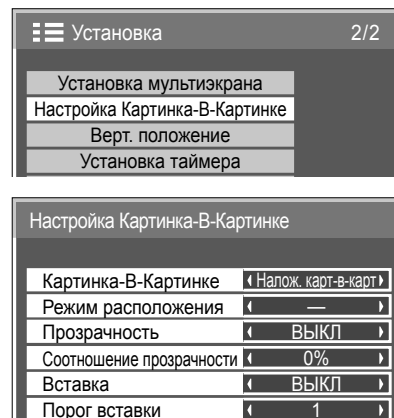 Установка 2/2
Установка мультиэкрана
Настройка Картинка-В-Картинке
Верт. положение
Установка таймера
Настройка Картинка-В-Картинке
Картинка-В-Картинке Налож. карт-в-карт
Режим расположения —
Прозрачность ВЫКЛ
Соотношение прозрачности 0%
Вставка ВЫКЛ
Порог вставки 1